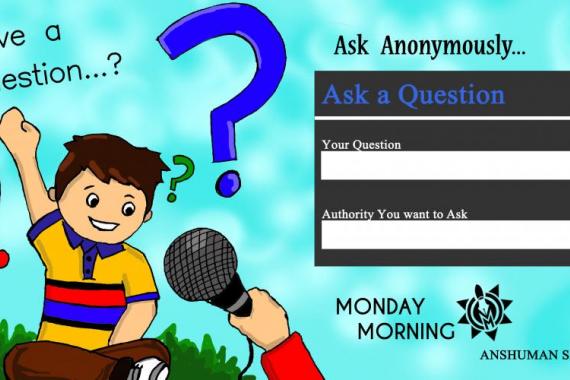 ve a
estion...?
Ask Anonymously...
Ask a Question
Your Question
Authority You want to Ask
MONDAY
MORNING
M
ANSHUMAN S